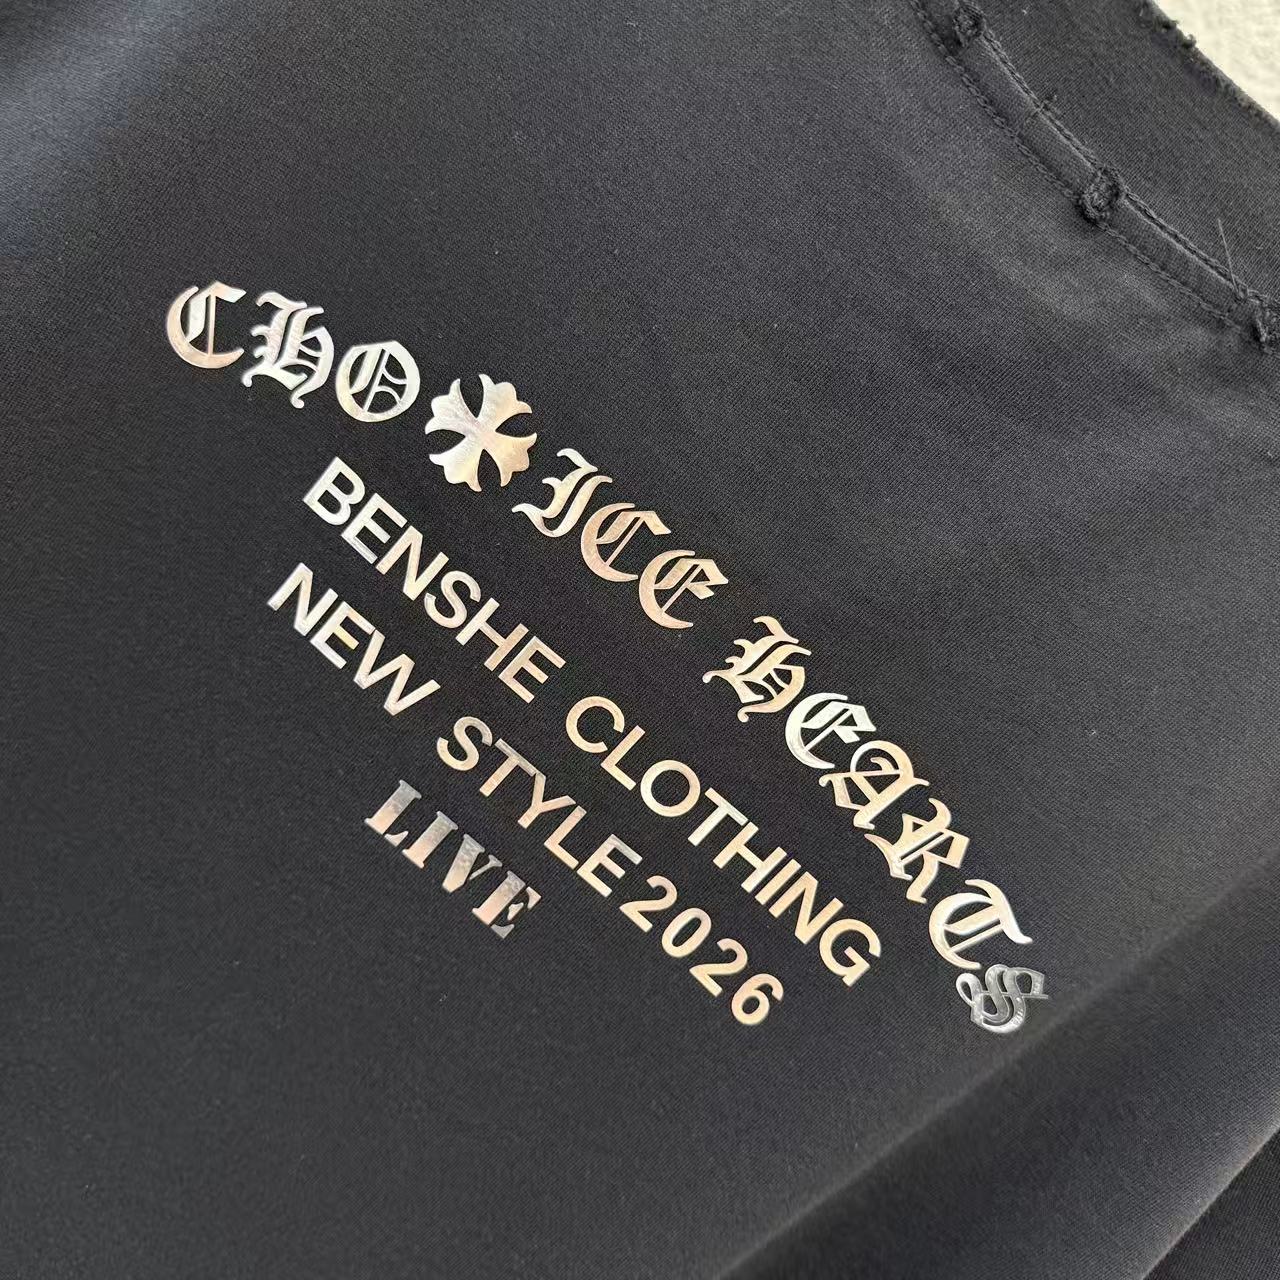 CHO ICE HEARTS
BENSHE CLOTHING
NEW STYLE 2026
LIVE